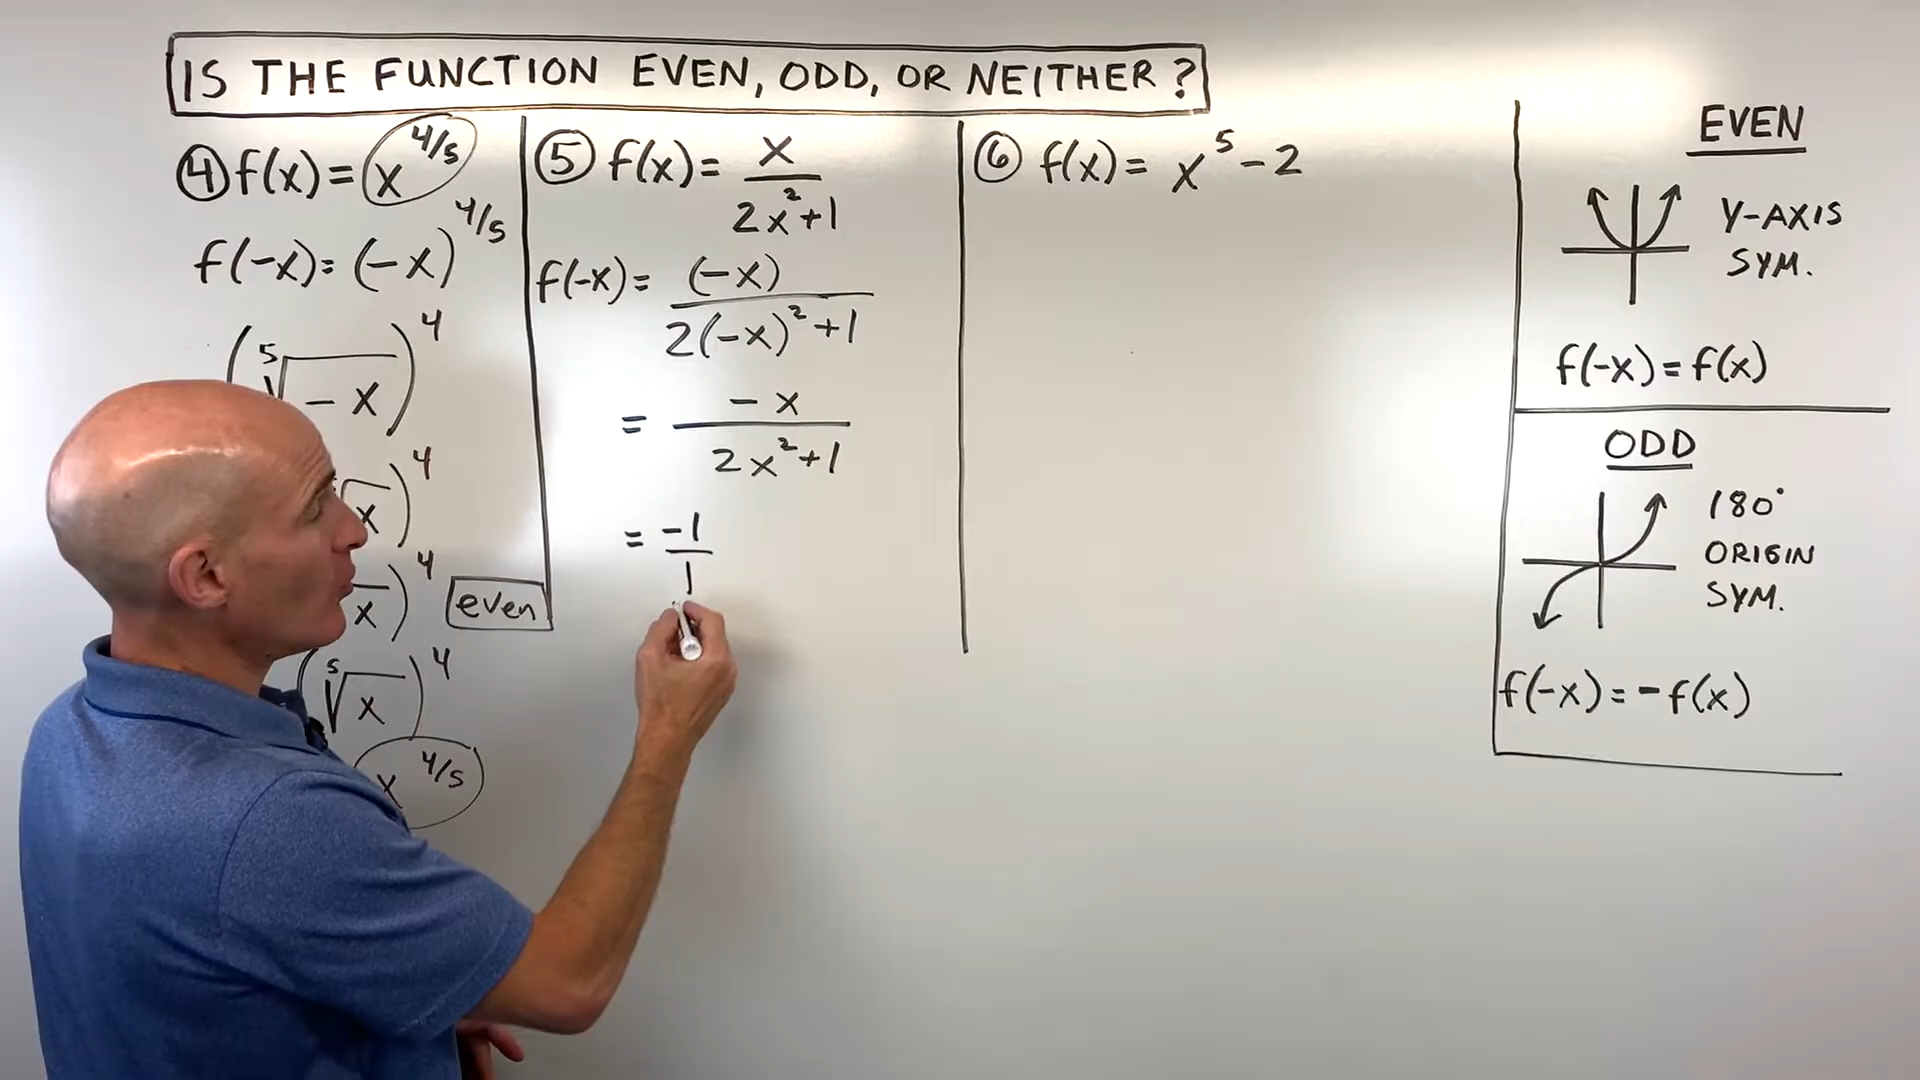 IS THE FUNCTION EVEN, ODD, OR NEITHER?
④ f(x) = x^4/5
f(-x) = (-x)^4/5
(⁵√-x)^4
√x)^4
√x)^4
even
(⁵√x)^4
x^4/5
⑤ f(x) = x/(2x²+1)
f(-x) = (-x)/(2(-x)²+1)
= -x/(2x²+1)
= -1/1
⑥ f(x) = x⁵-2
EVEN
Y-AXIS
SYM.
f(-x) = f(x)
ODD
180°
ORIGIN
SYM.
f(-x) = -f(x)